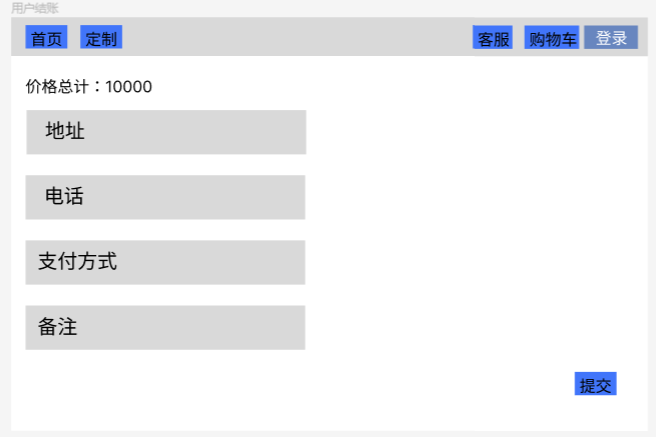 用户结账
首页 定制 客服 购物车 登录
价格总计：10000
地址
电话
支付方式
备注
提交